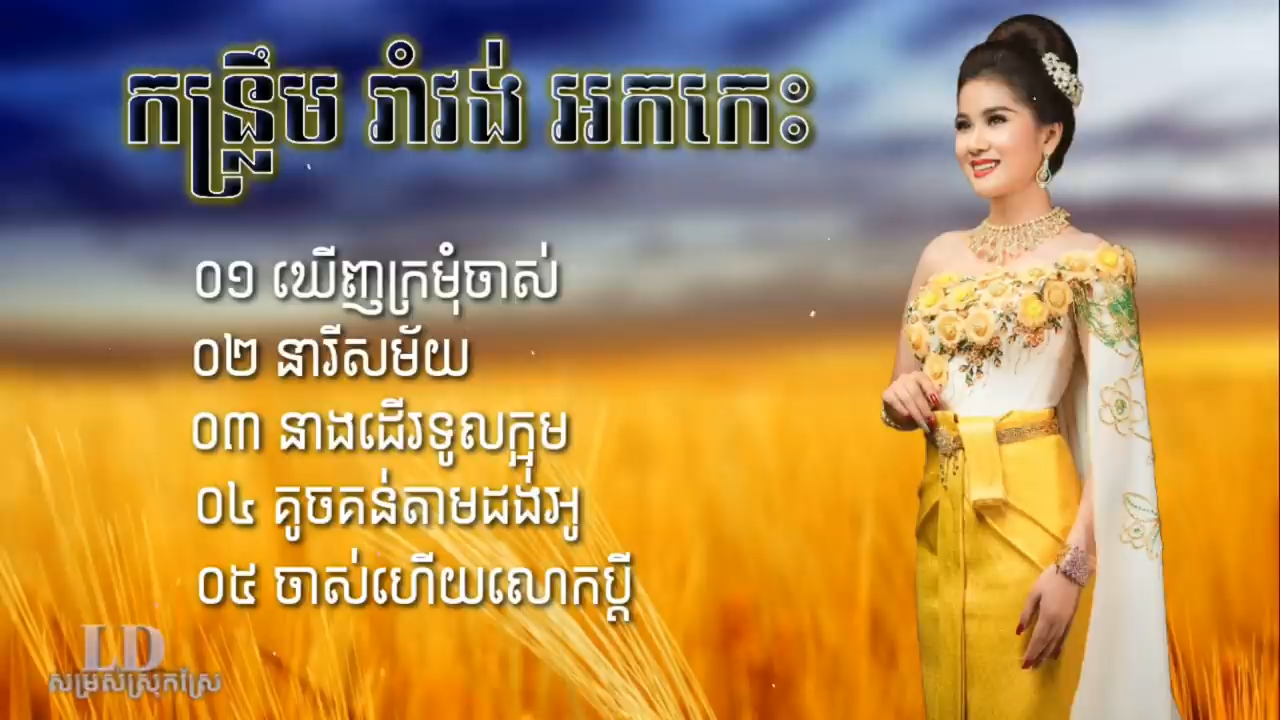 កន្ទ្រឹម រាំវង់ អកកេះ
០១ ឃើញក្រមុំចាស់
០២ នារីសម័យ
០៣ នាងដើរទូលក្អម
០៤ គូចគន់តាមដងអូ
០៥ ចាស់ហើយលោកប្ដី
LD
សម្រស់ស្រុកស្រែ